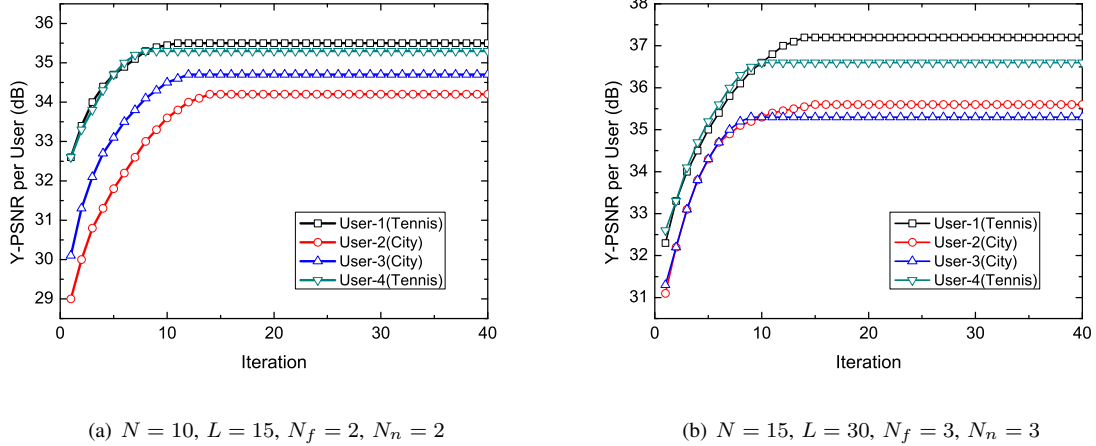 36
35
34
33
32
31
30
29
0
10
20
30
40
Y-PSNR per User (dB)
Iteration
User-1(Tennis)
User-2(City)
User-3(City)
User-4(Tennis)
(a) N = 10, L = 15, N_f = 2, N_n = 2
38
37
36
35
34
33
32
31
0
10
20
30
40
Y-PSNR per User (dB)
Iteration
User-1(Tennis)
User-2(City)
User-3(City)
User-4(Tennis)
(b) N = 15, L = 30, N_f = 3, N_n = 3